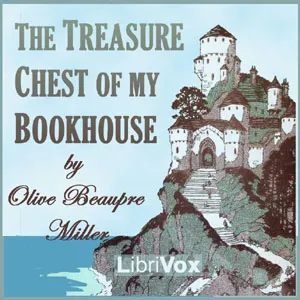 The Treasure
Chest of my
Bookhouse
by
Olive Beaupre
Miller
LibriVox